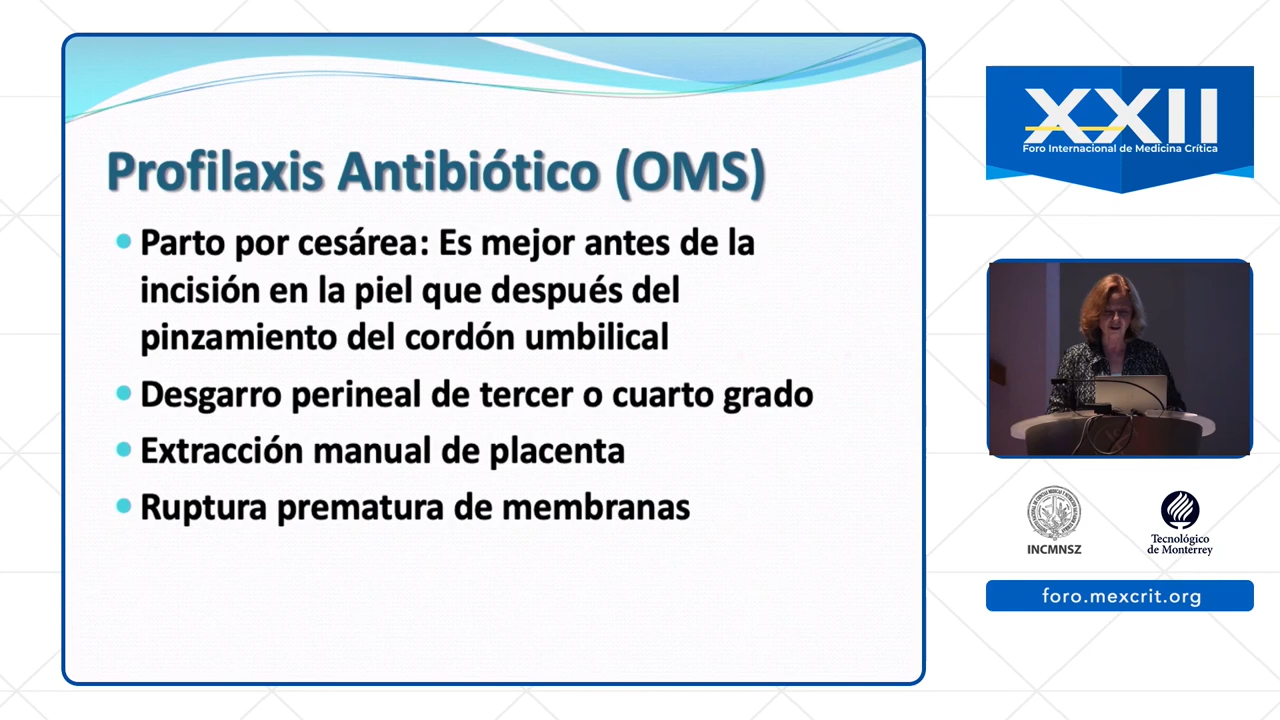 Profilaxis Antibiótico (OMS)
Parto por cesárea: Es mejor antes de la
incisión en la piel que después del
pinzamiento del cordón umbilical
Desgarro perineal de tercer o cuarto grado
Extracción manual de placenta
Ruptura prematura de membranas
XXII
Foro Internacional de Medicina Crítica
INCMNSZ
Tecnológico
de Monterrey
foro.mexcrit.org